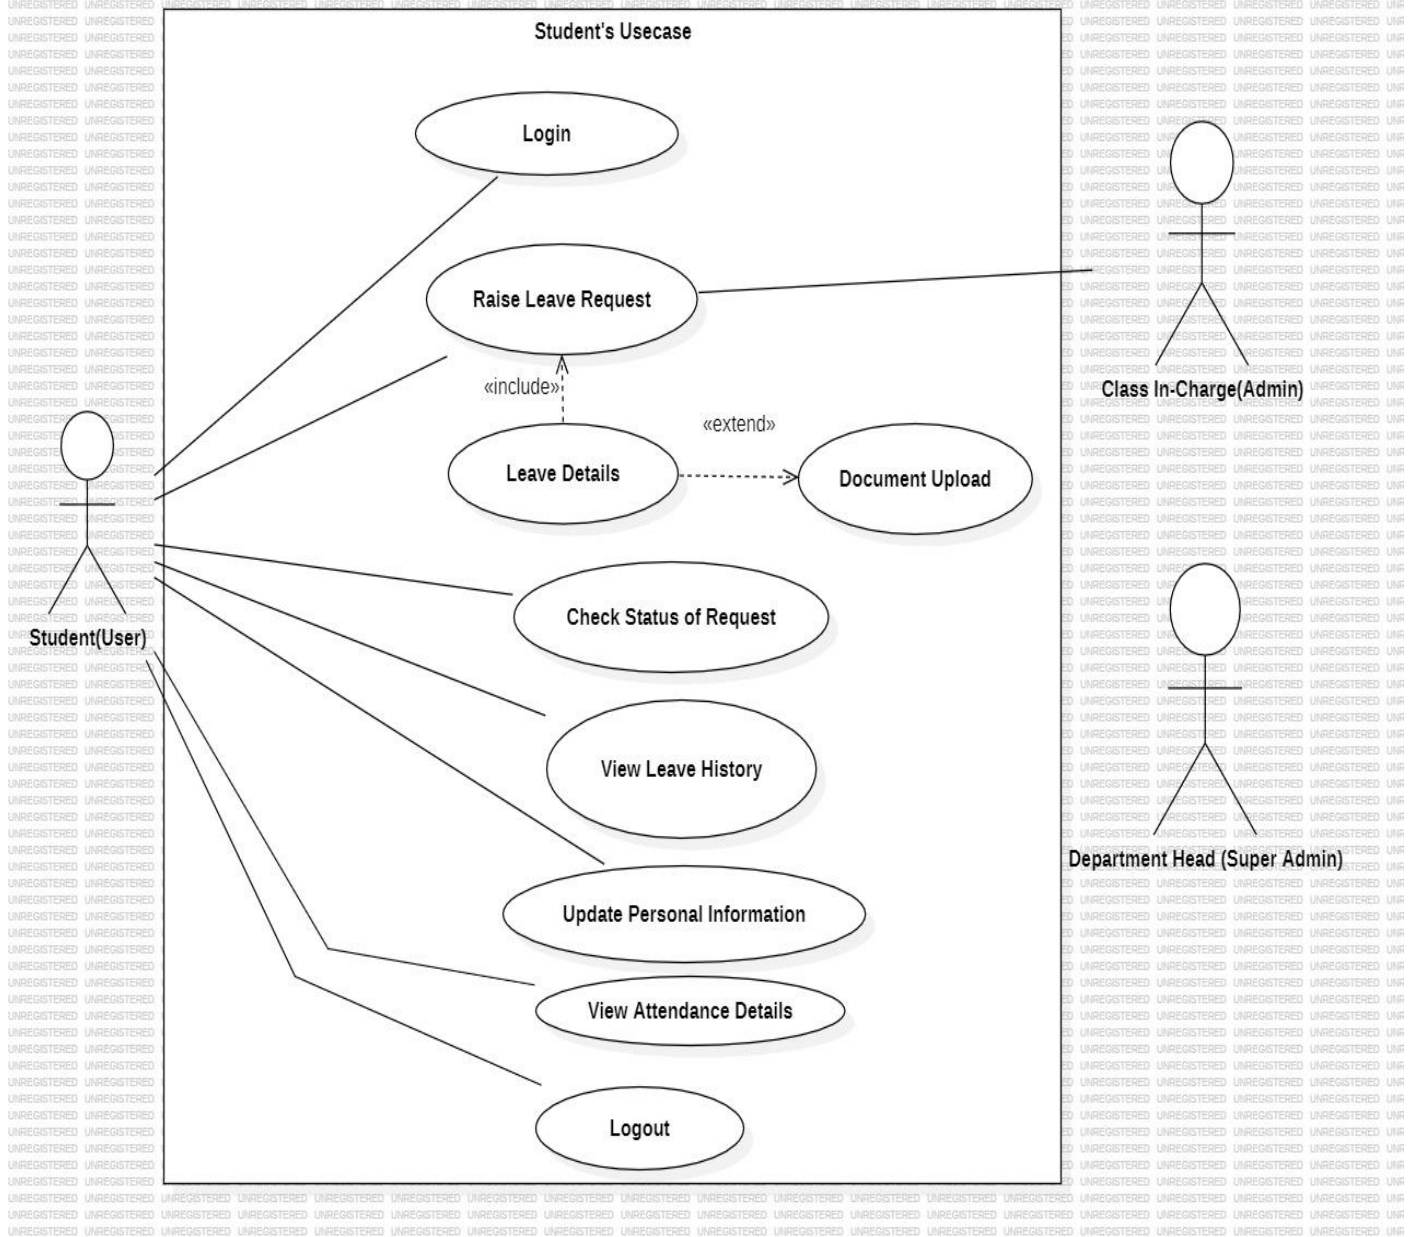 Student's Usecase
Login
Raise Leave Request
«include»
«extend»
Leave Details
Document Upload
Class In-Charge(Admin)
Check Status of Request
Student(User)
View Leave History
Department Head (Super Admin)
Update Personal Information
View Attendance Details
Logout
UNREGISTERED